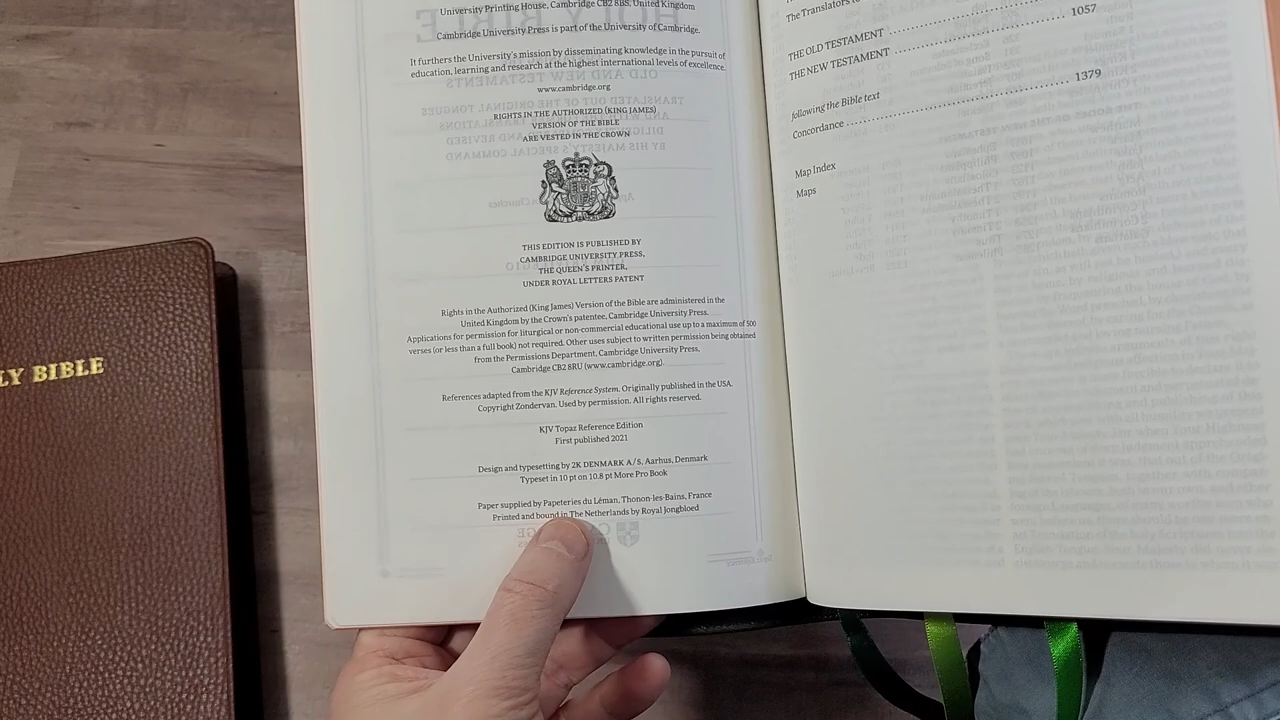 University Printing House, Cambridge CB2 8BS, United Kingdom
Cambridge University Press is part of the University of Cambridge.
It furthers the University's mission by disseminating knowledge in the pursuit of
education, learning and research at the highest international levels of excellence.
www.cambridge.org
RIGHTS IN THE AUTHORIZED (KING JAMES)
VERSION OF THE BIBLE
ARE VESTED IN THE CROWN
THIS EDITION IS PUBLISHED BY
CAMBRIDGE UNIVERSITY PRESS,
THE QUEEN'S PRINTER,
UNDER ROYAL LETTERS PATENT
Rights in the Authorized (King James) Version of the Bible are administered in the
United Kingdom by the Crown's patentee, Cambridge University Press.
Applications for permission for liturgical or non-commercial educational use up to a maximum of 500
verses (or less than a full book) not required. Other uses subject to written permission being obtained
from the Permissions Department, Cambridge University Press,
Cambridge CB2 8RU (www.cambridge.org).
References adapted from the KJV Reference System. Originally published in the USA.
Copyright Zondervan. Used by permission. All rights reserved.
KJV Topaz Reference Edition
First published 2021
Design and typesetting by 2K DENMARK A/S, Aarhus, Denmark
Typeset in 10 pt on 10.8 pt More Pro Book
Paper supplied by Papeteries du Léman, Thonon-les-Bains, France
Printed and bound in The Netherlands by Royal Jongbloed
The Translators to
THE OLD TESTAMENT
THE NEW TESTAMENT 1057
following the Bible text
Concordance 1379
Map Index
Maps
LY BIBLE